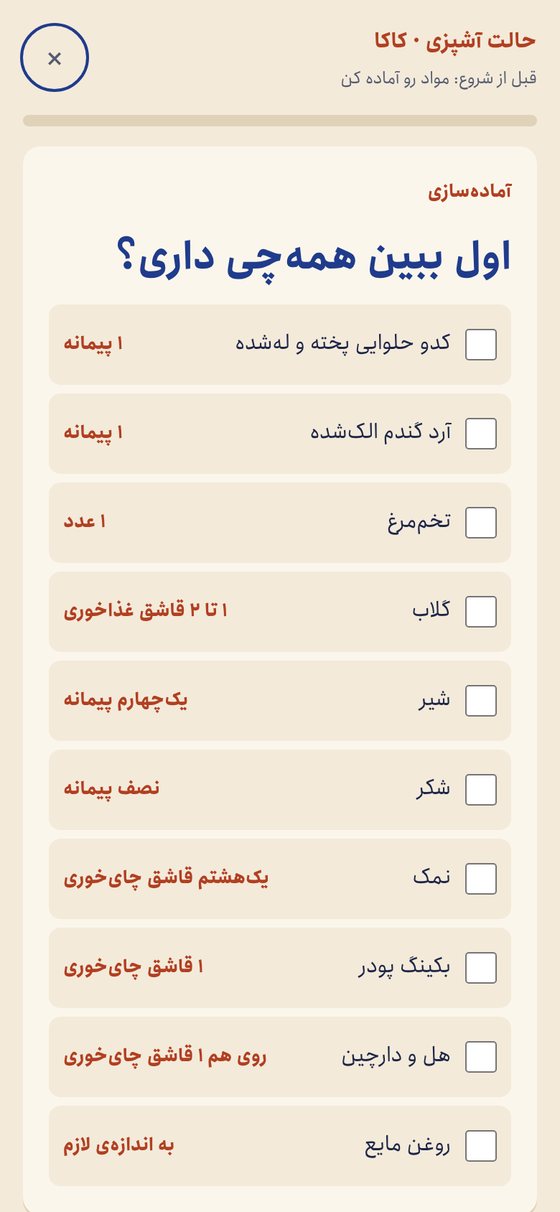 حالت آشپزی • کاکا
×
قبل از شروع: مواد رو آماده کن
آماده‌سازی
اول ببین همه‌چی داری؟
کدو حلوایی پخته و له‌شده ۱ پیمانه
آرد گندم الک‌شده ۱ پیمانه
تخم‌مرغ ۱ عدد
گلاب ۱ تا ۲ قاشق غذاخوری
شیر یک‌چهارم پیمانه
شکر نصف پیمانه
نمک یک‌هشتم قاشق چای‌خوری
بکینگ پودر ۱ قاشق چای‌خوری
هل و دارچین روی هم ۱ قاشق چای‌خوری
روغن مایع به اندازه‌ی لازم